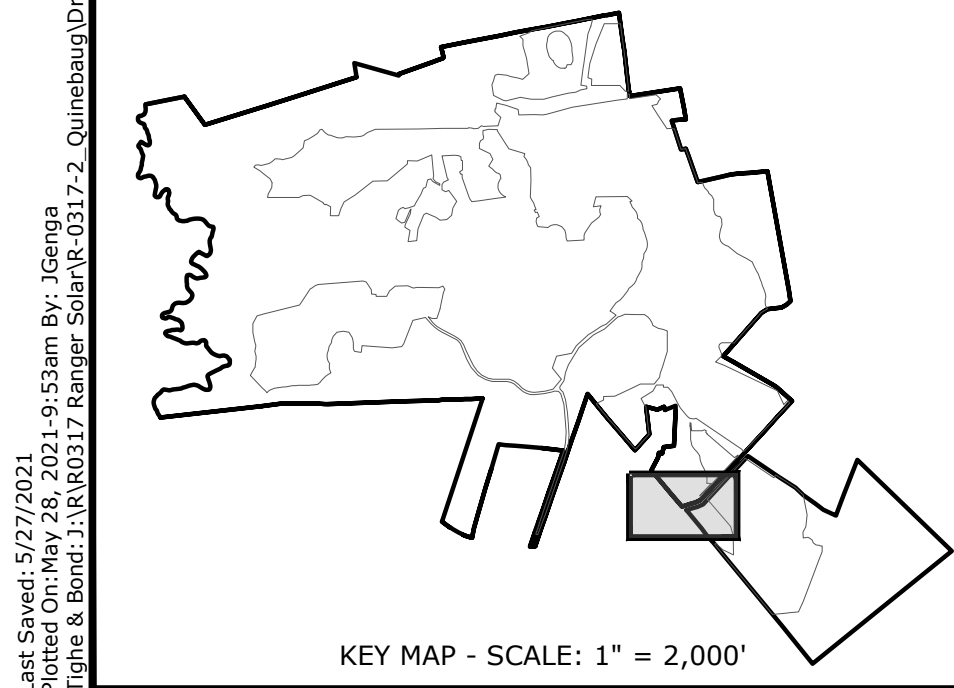 Last Saved: 5/27/2021
Plotted On:May 28, 2021-9:53am By: JGenga
Tighe & Bond: J:\R\R0317 Ranger Solar\R-0317-2_Quinebaug\Dr
KEY MAP - SCALE: 1" = 2,000'